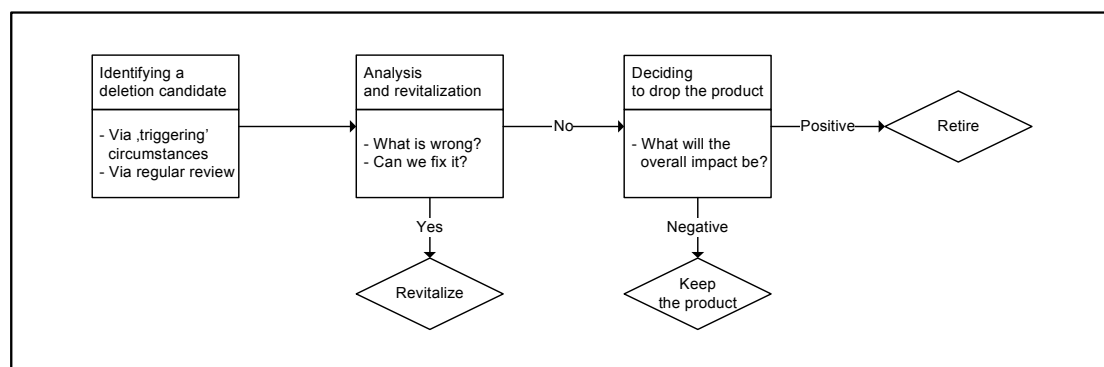 Identifying a
deletion candidate
- Via ‚triggering’
circumstances
- Via regular review
Analysis
and revitalization
- What is wrong?
- Can we fix it?
No
Yes
Revitalize
Deciding
to drop the product
- What will the
overall impact be?
Positive
Retire
Negative
Keep
the product